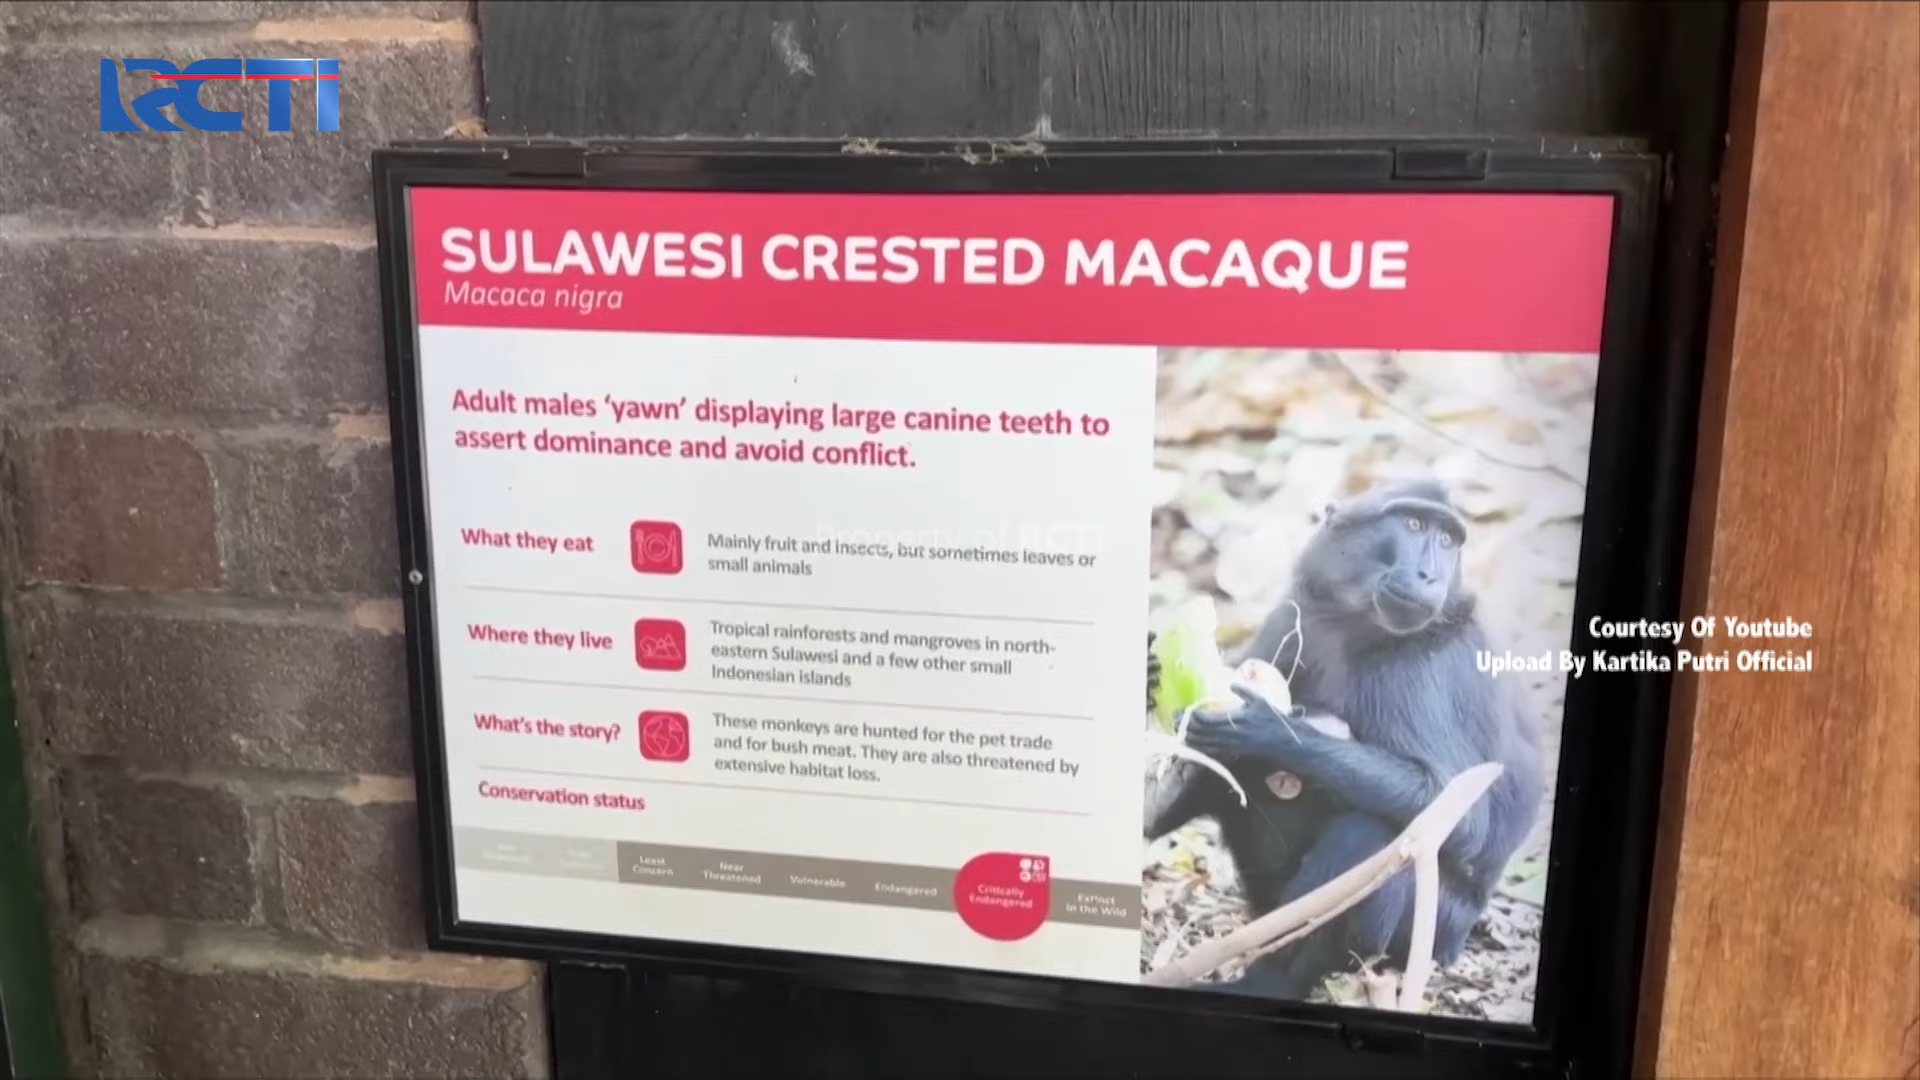 RCTI
SULAWESI CRESTED MACAQUE
Macaca nigra
Adult males ‘yawn’ displaying large canine teeth to
assert dominance and avoid conflict.
What they eat
Mainly fruit and insects, but sometimes leaves or
small animals
Where they live
Tropical rainforests and mangroves in north-
eastern Sulawesi and a few other small
Indonesian islands
What's the story?
These monkeys are hunted for the pet trade
and for bush meat. They are also threatened by
extensive habitat loss.
Conservation status
Least
Concern
Near
Threatened
Vulnerable
Endangered
Critically
Endangered
Extinct
In the Wild
Property of RCTI
Courtesy Of Youtube
Upload By Kartika Putri Official